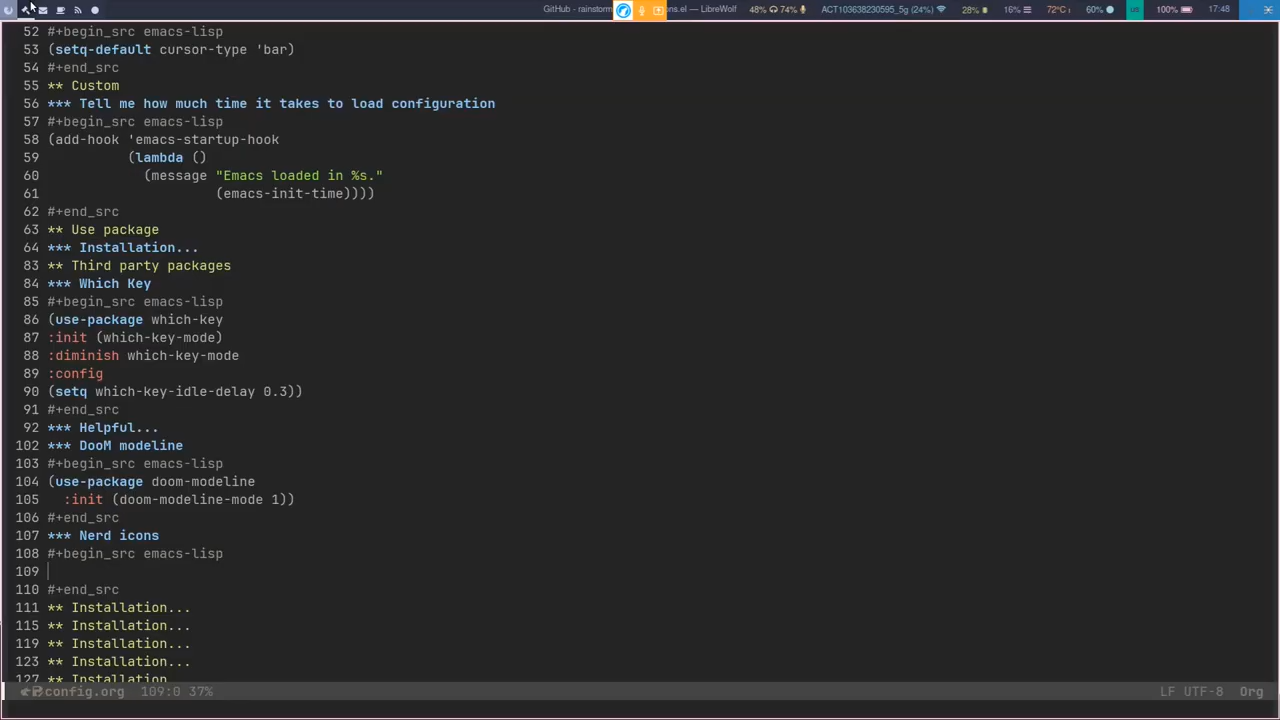 GitHub - rainstorm ons.el — LibreWolf 48% 74% ACT103638230595_5g (24%) 28% 16% 72°C↓ 60% us 100% 17:48
52 #+begin_src emacs-lisp
53 (setq-default cursor-type 'bar)
54 #+end_src
55 ** Custom
56 *** Tell me how much time it takes to load configuration
57 #+begin_src emacs-lisp
58 (add-hook 'emacs-startup-hook
59 (lambda ()
60 (message "Emacs loaded in %s."
61 (emacs-init-time))))
62 #+end_src
63 ** Use package
64 *** Installation...
83 ** Third party packages
84 *** Which Key
85 #+begin_src emacs-lisp
86 (use-package which-key
87 :init (which-key-mode)
88 :diminish which-key-mode
89 :config
90 (setq which-key-idle-delay 0.3))
91 #+end_src
92 *** Helpful...
102 *** DooM modeline
103 #+begin_src emacs-lisp
104 (use-package doom-modeline
105 :init (doom-modeline-mode 1))
106 #+end_src
107 *** Nerd icons
108 #+begin_src emacs-lisp
109
110 #+end_src
111 ** Installation...
115 ** Installation...
119 ** Installation...
123 ** Installation...
127 ** Installation
config.org 109:0 37% LF UTF-8 Org